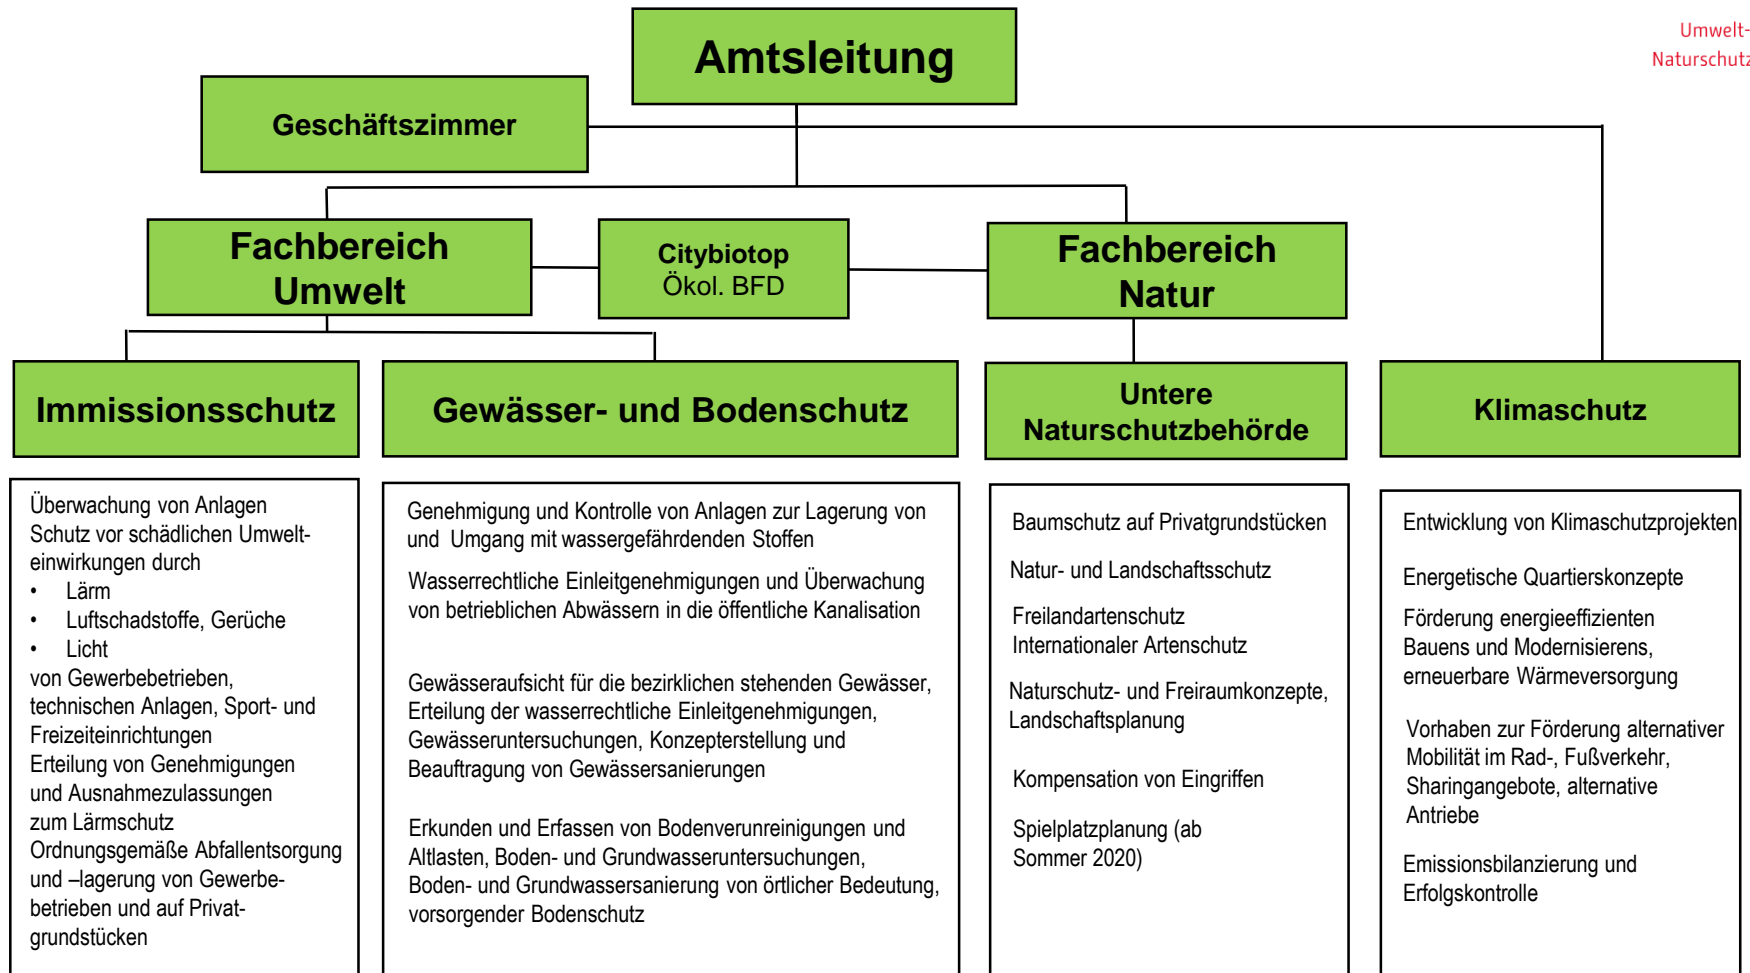 Umwelt-
Naturschutz
Amtsleitung
Geschäftszimmer
Fachbereich
Umwelt
Citybiotop
Ökol. BFD
Fachbereich
Natur
Immissionsschutz
Gewässer- und Bodenschutz
Untere
Naturschutzbehörde
Klimaschutz
Überwachung von Anlagen
Schutz vor schädlichen Umwelt-
einwirkungen durch
• Lärm
• Luftschadstoffe, Gerüche
• Licht
von Gewerbebetrieben,
technischen Anlagen, Sport- und
Freizeiteinrichtungen
Erteilung von Genehmigungen
und Ausnahmezulassungen
zum Lärmschutz
Ordnungsgemäße Abfallentsorgung
und –lagerung von Gewerbe-
betrieben und auf Privat-
grundstücken
Genehmigung und Kontrolle von Anlagen zur Lagerung von
und Umgang mit wassergefährdenden Stoffen
Wasserrechtliche Einleitgenehmigungen und Überwachung
von betrieblichen Abwässern in die öffentliche Kanalisation
Gewässeraufsicht für die bezirklichen stehenden Gewässer,
Erteilung der wasserrechtliche Einleitgenehmigungen,
Gewässeruntersuchungen, Konzepterstellung und
Beauftragung von Gewässersanierungen
Erkunden und Erfassen von Bodenverunreinigungen und
Altlasten, Boden- und Grundwasseruntersuchungen,
Boden- und Grundwassersanierung von örtlicher Bedeutung,
vorsorgender Bodenschutz
Baumschutz auf Privatgrundstücken
Natur- und Landschaftsschutz
Freilandartenschutz
Internationaler Artenschutz
Naturschutz- und Freiraumkonzepte,
Landschaftsplanung
Kompensation von Eingriffen
Spielplatzplanung (ab
Sommer 2020)
Entwicklung von Klimaschutzprojekten
Energetische Quartierskonzepte
Förderung energieeffizienten
Bauens und Modernisierens,
erneuerbare Wärmeversorgung
Vorhaben zur Förderung alternativer
Mobilität im Rad-, Fußverkehr,
Sharingangebote, alternative
Antriebe
Emissionsbilanzierung und
Erfolgskontrolle